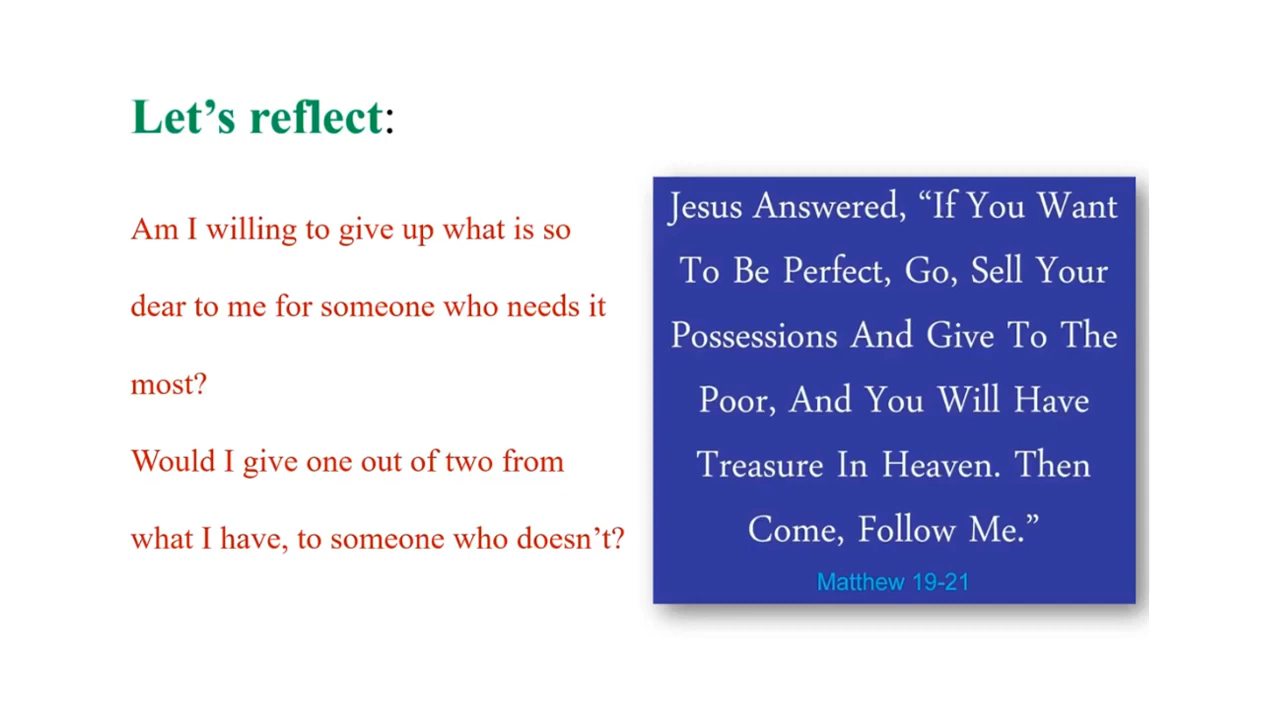 Let’s reflect:
Am I willing to give up what is so
dear to me for someone who needs it
most?
Would I give one out of two from
what I have, to someone who doesn’t?
Jesus Answered, “If You Want
To Be Perfect, Go, Sell Your
Possessions And Give To The
Poor, And You Will Have
Treasure In Heaven. Then
Come, Follow Me.”
Matthew 19-21